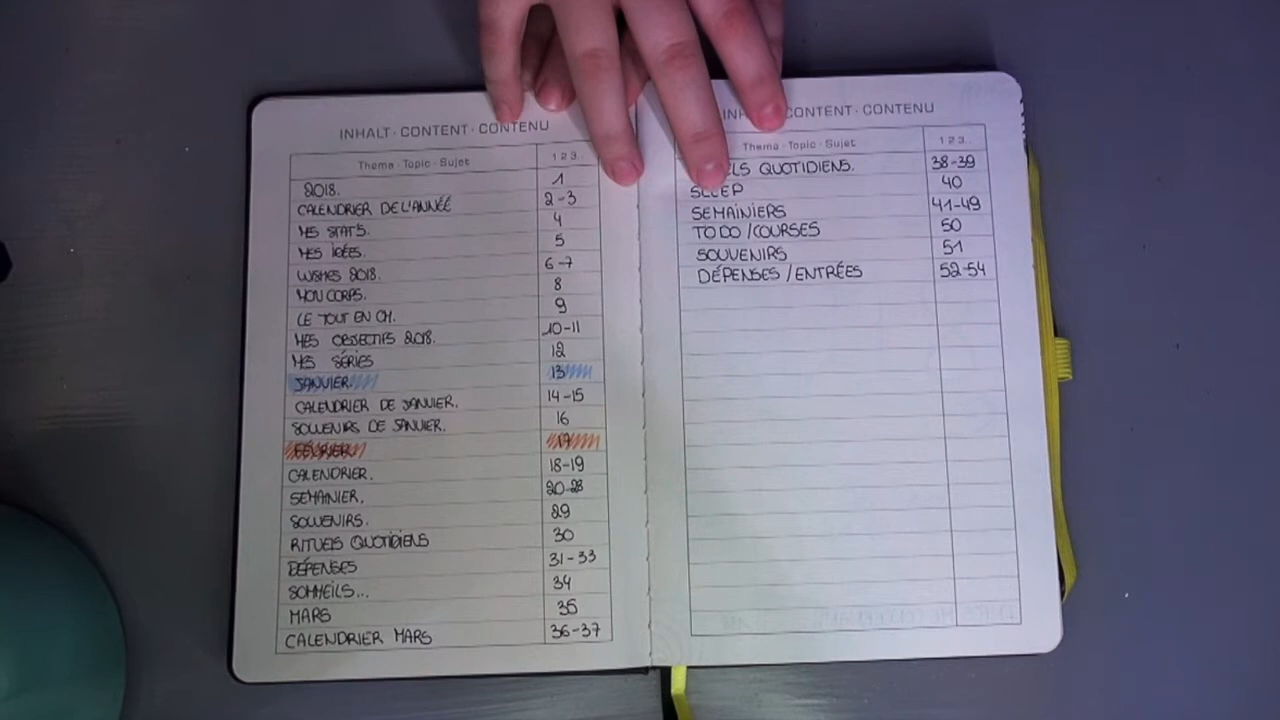 INHALT · CONTENT · CONTENU
Thema · Topic · Sujet 1 2 3..
2018. 1
CALENDRIER DE L'ANNÉÉ 2-3
MES STATS. 4
MES IDÉES. 5
6-7
2018.
MON CORPS. 8
LE TOUT EN CM. 9
MES OBJECTIFS 2018. 10-11
MES SÉRIES 12
JANVIER 13
CALENDRIER DE JANVIER. 14-15
SOUVENIRS DE JANVIER. 16
FÉVRIER 17
CALENDRIER. 18-19
SEMAINIER. 20-28
SOUVENIRS. 29
RITUELS QUOTIDIENS 30
DÉPENSES 31-33
SOMMEILS... 34
MARS 35
CALENDRIER MARS 36-37
CONTENT · CONTENU
Thema · Topic · Sujet 1 2 3..
QUOTIDIENS. 38-39
SLEEP 40
SEMAINIERS 41-49
TO DO / COURSES 50
SOUVENIRS 51
DÉPENSES / ENTRÉES 52-54